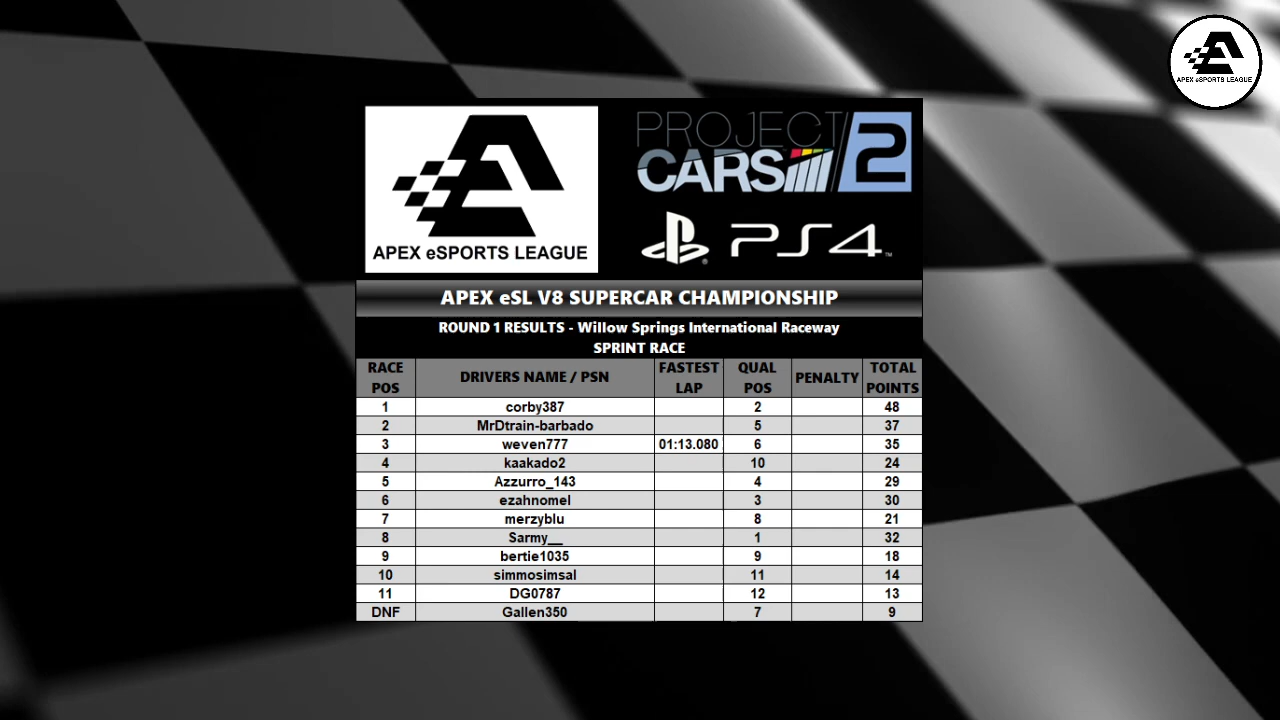 APEX eSPORTS LEAGUE
APEX eSPORTS LEAGUE
PROJECT
CARS 2
PS4
APEX eSL V8 SUPERCAR CHAMPIONSHIP
ROUND 1 RESULTS - Willow Springs International Raceway
SPRINT RACE
RACE POS DRIVERS NAME / PSN FASTEST LAP QUAL POS PENALTY TOTAL POINTS
1 corby387 2 48
2 MrDtrain-barbado 5 37
3 weven777 01:13.080 6 35
4 kaakado2 10 24
5 Azzurro_143 4 29
6 ezahnomel 3 30
7 merzyblu 8 21
8 Sarmy__ 1 32
9 bertie1035 9 18
10 simmosimsal 11 14
11 DG0787 12 13
DNF Gallen350 7 9